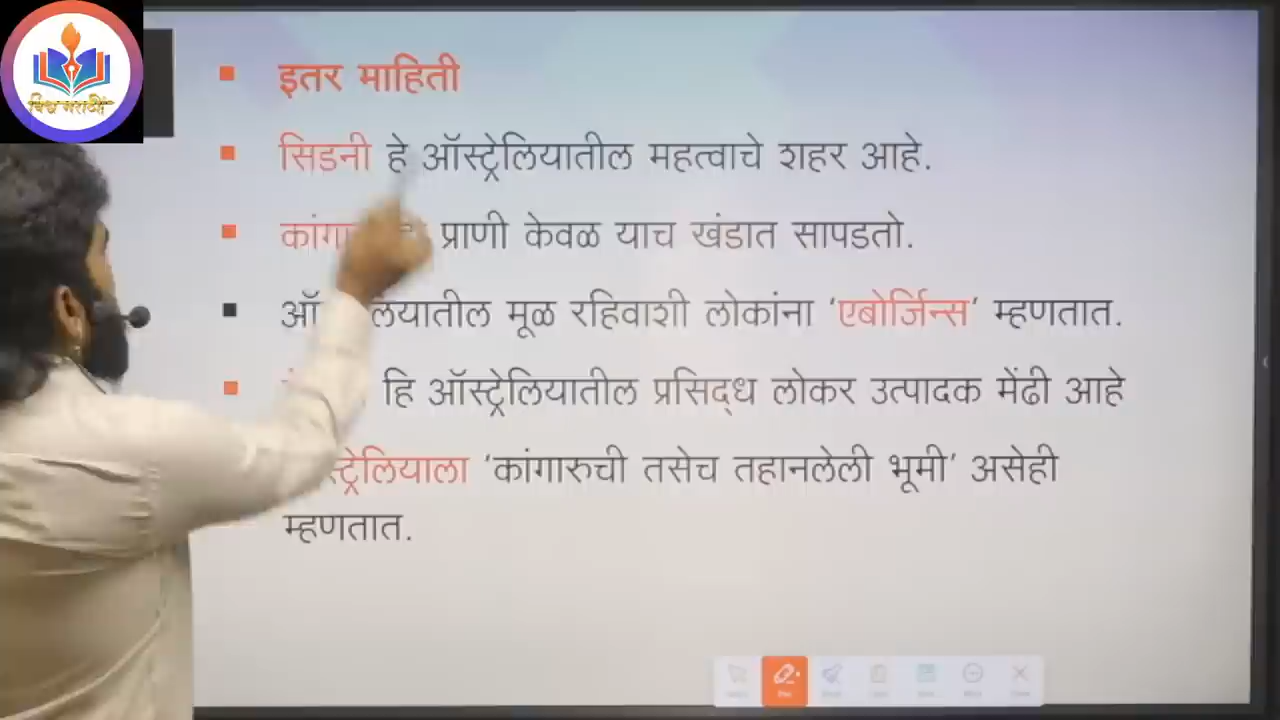 विश्व मराठी
इतर माहिती
सिडनी हे ऑस्ट्रेलियातील महत्वाचे शहर आहे.
प्राणी केवळ याच खंडात सापडतो.
मूळ रहिवाशी लोकांना ‘एबोर्जिन्स’ म्हणतात.
हि ऑस्ट्रेलियातील प्रसिद्ध लोकर उत्पादक मेंढी आहे
‘कांगारुची तसेच तहानलेली भूमी’ असेही
म्हणतात.